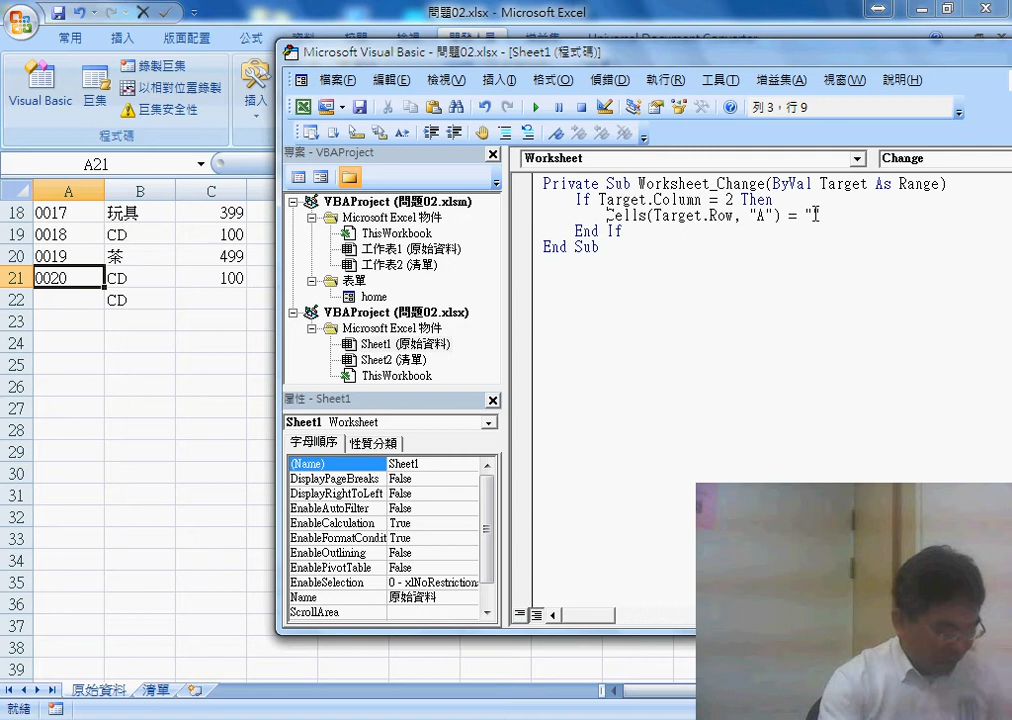 問題02.xlsx - Microsoft Excel
常用 插入 版面配置 公式
Visual Basic
巨集
錄製巨集
以相對位置錄製
巨集安全性
插入
程式碼
A21
A B C
18 0017 玩具 399
19 0018 CD 100
20 0019 茶 499
21 0020 CD 100
22 CD
23
24
25
26
27
28
29
30
31
32
33
34
35
36
37
38
39
原始資料 清單
就緒
Microsoft Visual Basic - 問題02.xlsx - [Sheet1 (程式碼)]
檔案(F) 編輯(E) 檢視(V) 插入(I) 格式(O) 偵錯(D) 執行(R) 工具(T) 增益集(A) 視窗(W) 說明(H)
列 3，行 9
專案 - VBAProject
VBAProject (問題02.xlsm)
Microsoft Excel 物件
ThisWorkbook
工作表1 (原始資料)
工作表2 (清單)
表單
home
VBAProject (問題02.xlsx)
Microsoft Excel 物件
Sheet1 (原始資料)
Sheet2 (清單)
ThisWorkbook
屬性 - Sheet1
Sheet1 Worksheet
字母順序 性質分類
(Name) Sheet1
DisplayPageBreaks False
DisplayRightToLeft False
EnableAutoFilter False
EnableCalculation True
EnableFormatCondit True
EnableOutlining False
EnablePivotTable False
EnableSelection 0 - xlNoRestrictions
Name 原始資料
ScrollArea
Worksheet Change
Private Sub Worksheet_Change(ByVal Target As Range)
If Target.Column = 2 Then
Cells(Target.Row, "A") = "
End If
End Sub